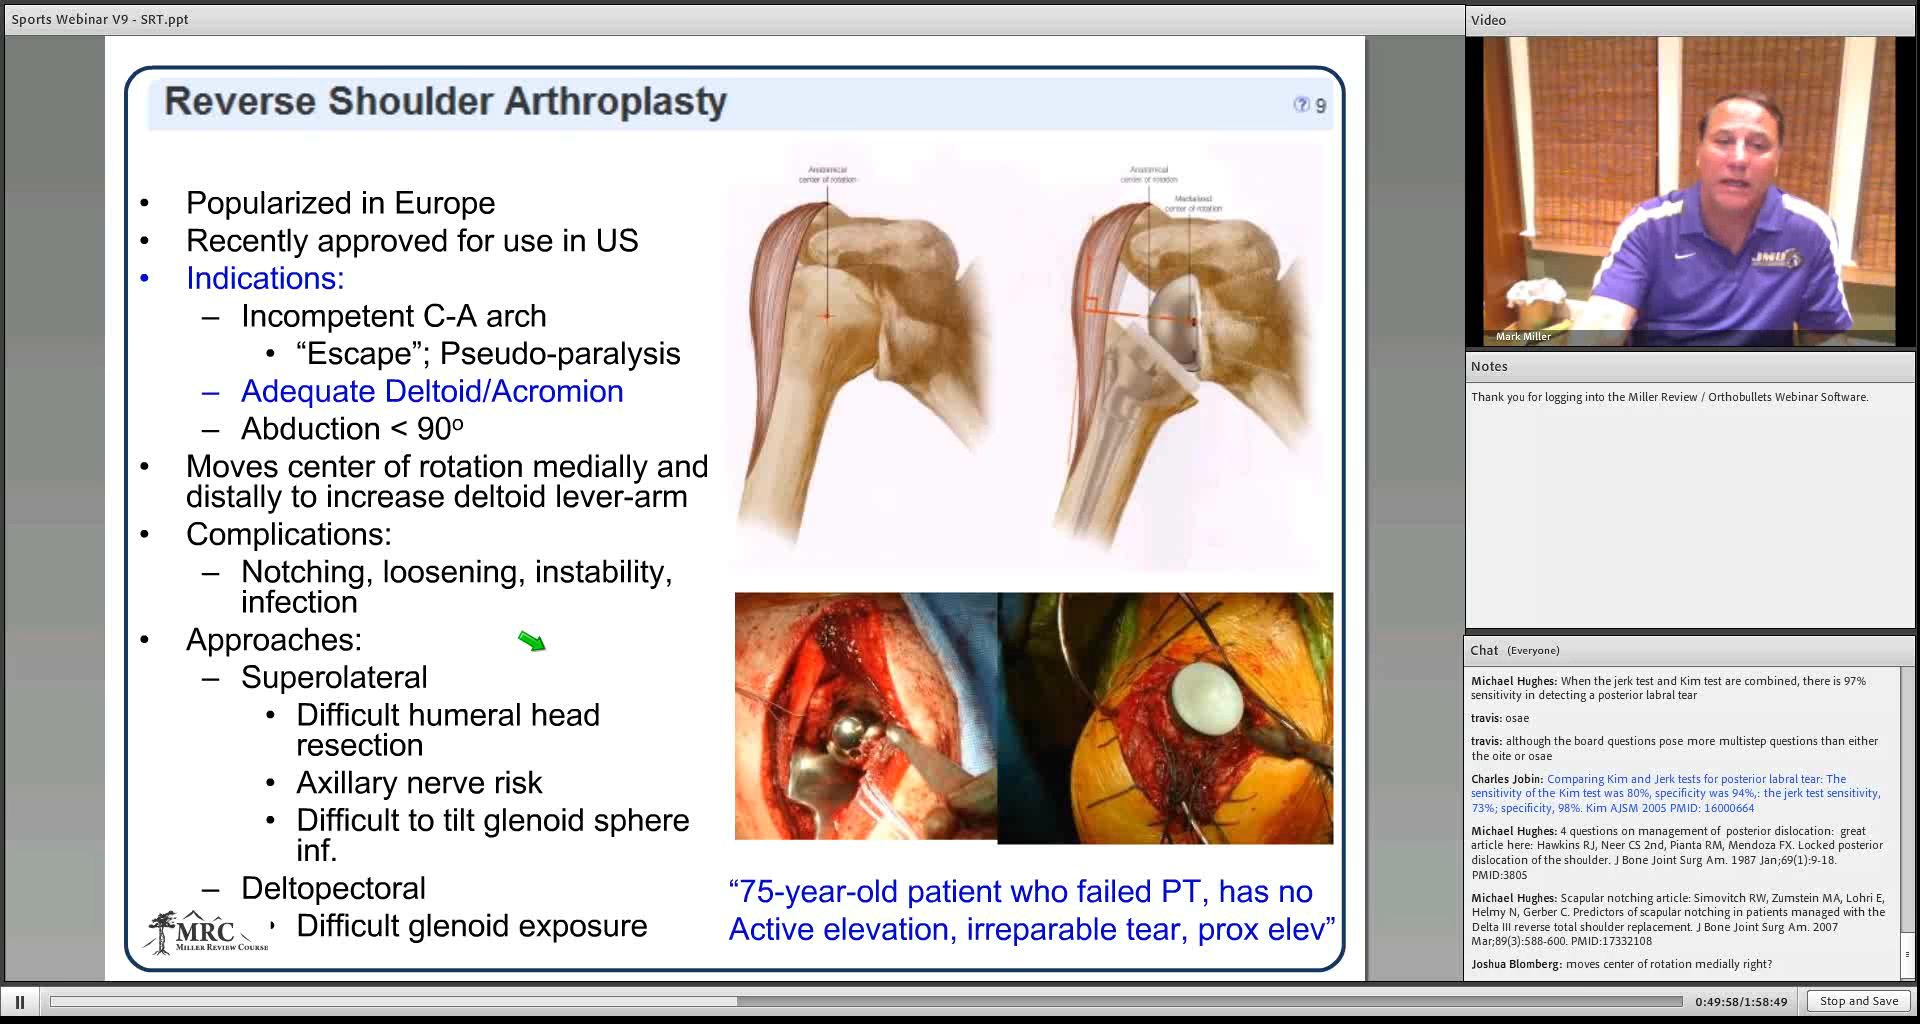 Sports Webinar V9 - SRT.ppt
Reverse Shoulder Arthroplasty
? 9
• Popularized in Europe
• Recently approved for use in US
• Indications:
– Incompetent C-A arch
• “Escape”; Pseudo-paralysis
– Adequate Deltoid/Acromion
– Abduction < 90º
• Moves center of rotation medially and
distally to increase deltoid lever-arm
• Complications:
– Notching, loosening, instability,
infection
• Approaches:
– Superolateral
• Difficult humeral head
resection
• Axillary nerve risk
• Difficult to tilt glenoid sphere
inf.
– Deltopectoral
• Difficult glenoid exposure
MRC
MILLER REVIEW COURSE
Anatomical
center of rotation
Anatomical
center of rotation
Medialised
center of rotation
“75-year-old patient who failed PT, has no
Active elevation, irreparable tear, prox elev”
Video
JMU
Mark Miller
Notes
Thank you for logging into the Miller Review / Orthobullets Webinar Software.
Chat (Everyone)
Michael Hughes: When the jerk test and Kim test are combined, there is 97%
sensitivity in detecting a posterior labral tear
travis: osae
travis: although the board questions pose more multistep questions than either
the oite or osae
Charles Jobin: Comparing Kim and Jerk tests for posterior labral tear: The
sensitivity of the Kim test was 80%, specificity was 94%,: the jerk test sensitivity,
73%; specificity, 98%. Kim AJSM 2005 PMID: 16000664
Michael Hughes: 4 questions on management of posterior dislocation: great
article here: Hawkins RJ, Neer CS 2nd, Pianta RM, Mendoza FX. Locked posterior
dislocation of the shoulder. J Bone Joint Surg Am. 1987 Jan;69(1):9-18.
PMID:3805
Michael Hughes: Scapular notching article: Simovitch RW, Zumstein MA, Lohri E,
Helmy N, Gerber C. Predictors of scapular notching in patients managed with the
Delta III reverse total shoulder replacement. J Bone Joint Surg Am. 2007
Mar;89(3):588-600. PMID:17332108
Joshua Blomberg: moves center of rotation medially right?
0:49:58/1:58:49
Stop and Save